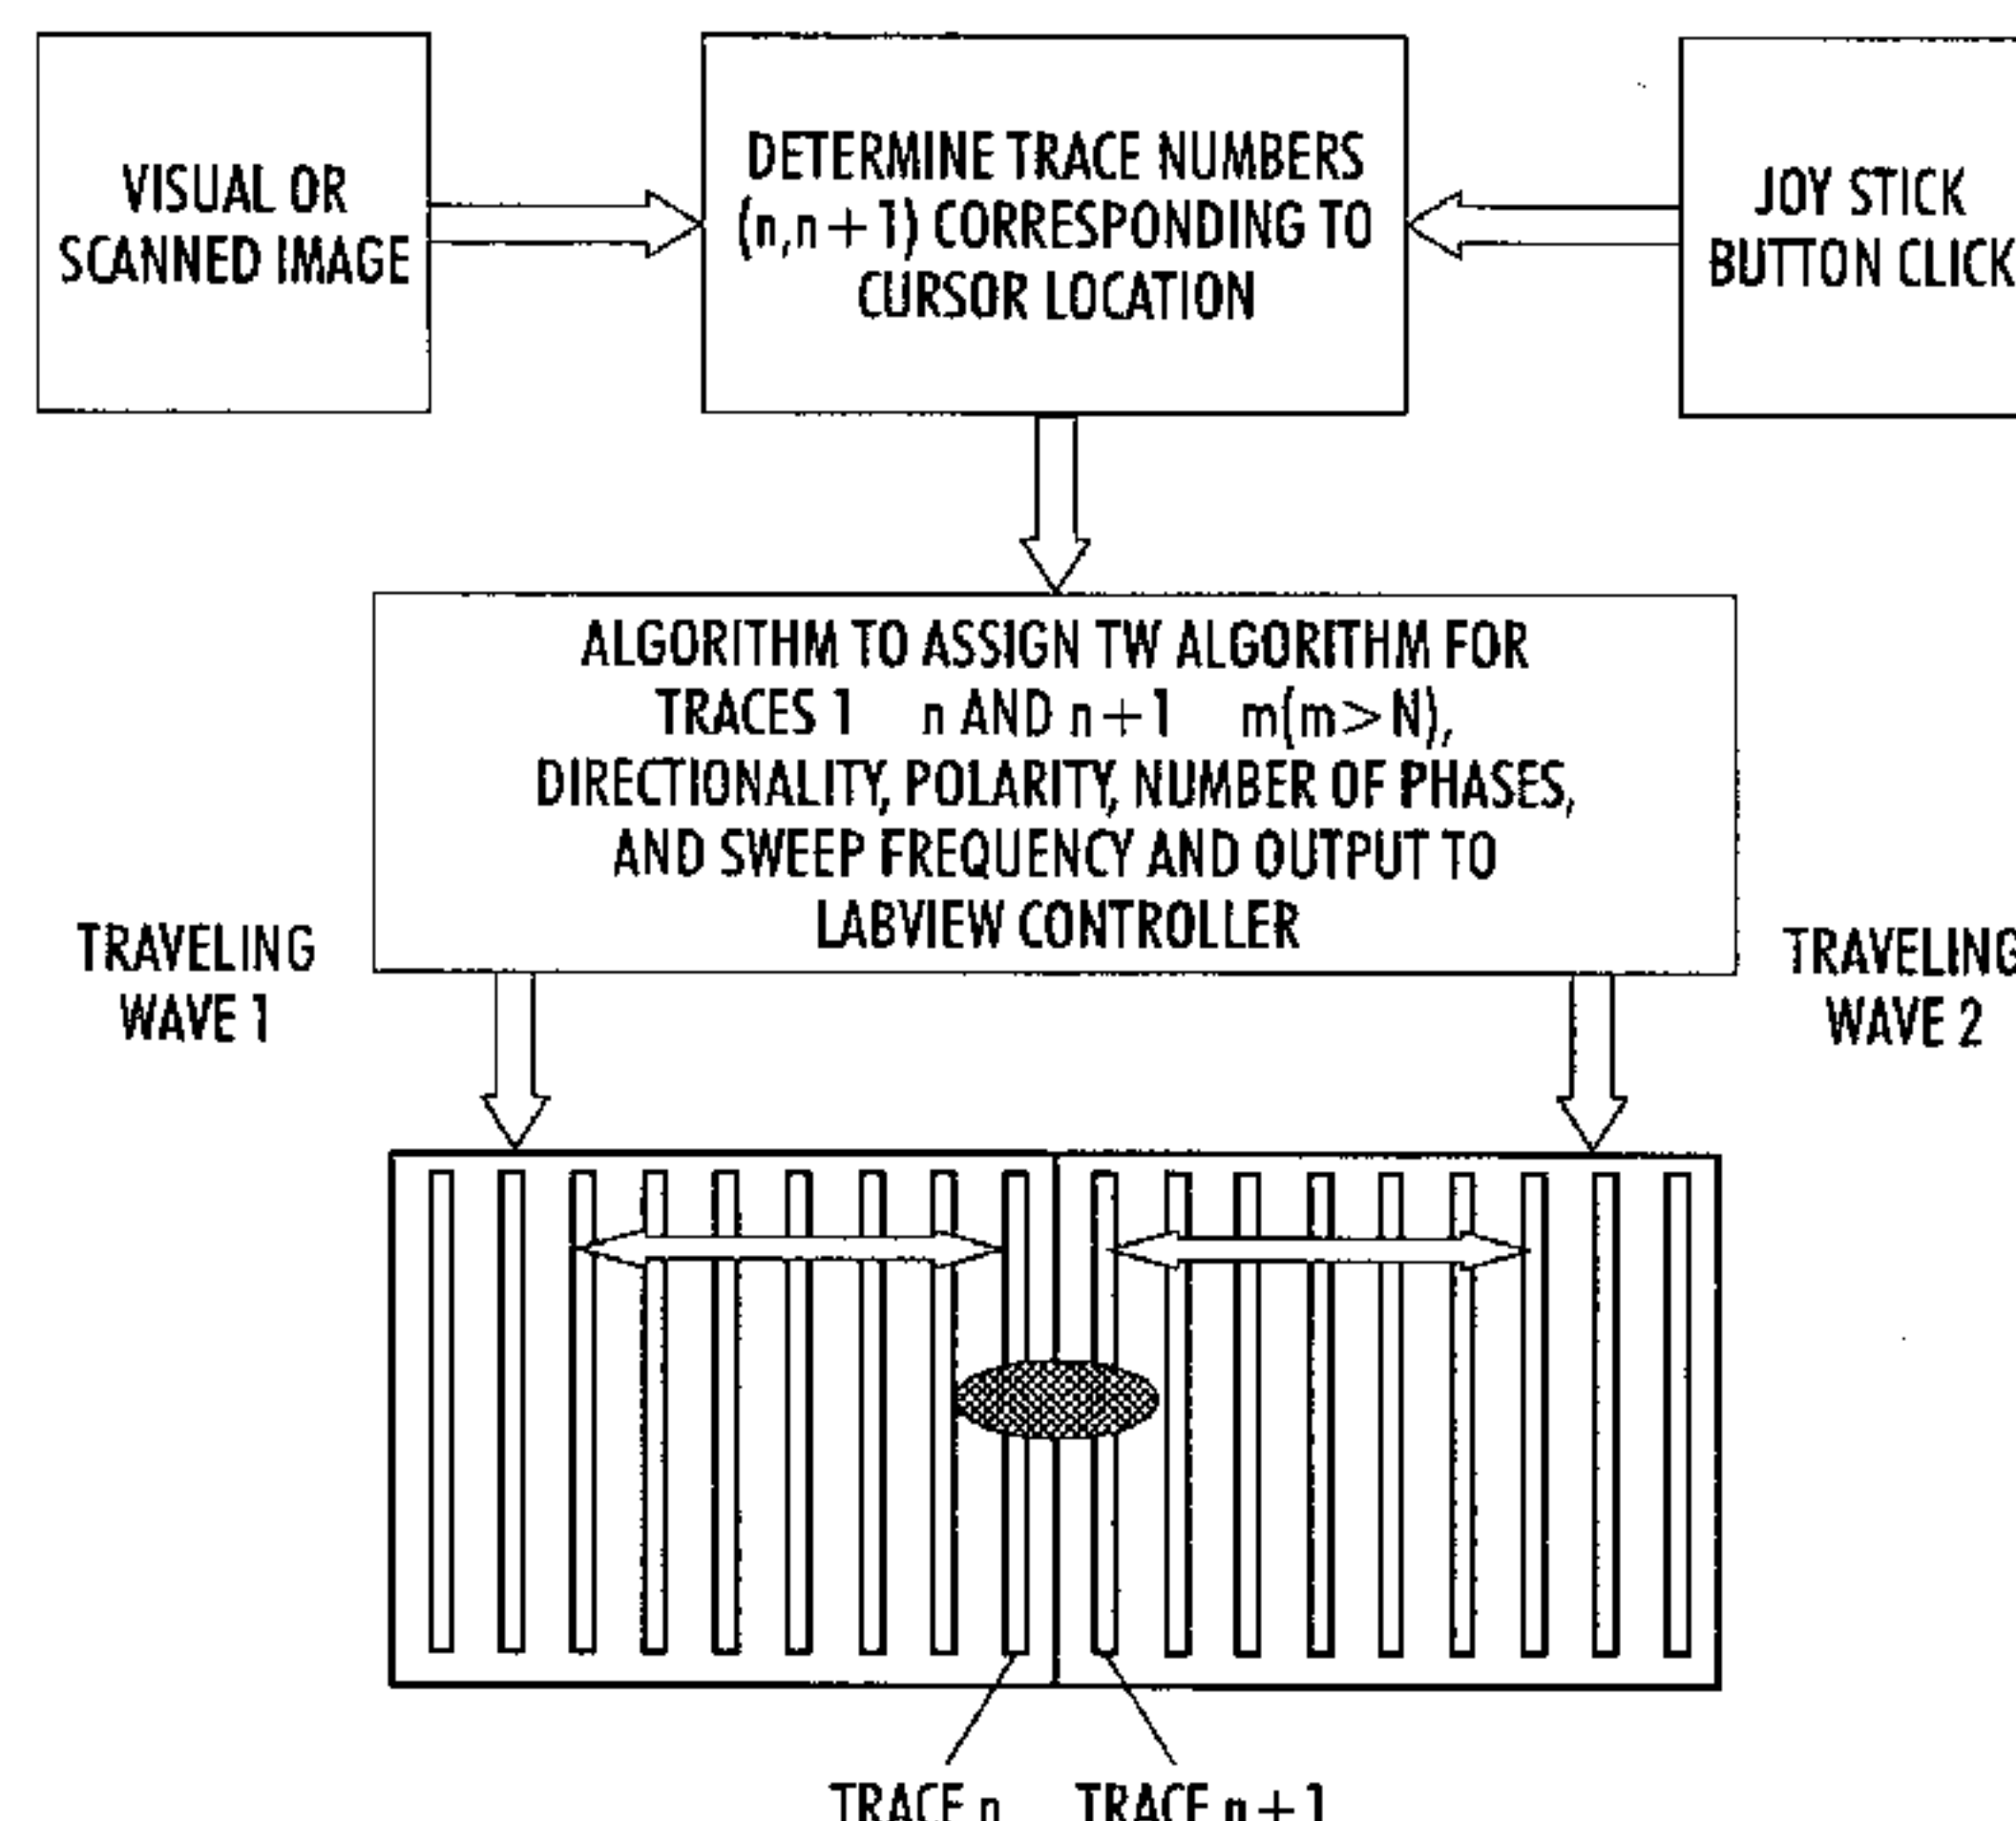 VISUAL OR
SCANNED IMAGE
DETERMINE TRACE NUMBERS
(n,n+1) CORRESPONDING TO
CURSOR LOCATION
JOY STICK
BUTTON CLICK
ALGORITHM TO ASSIGN TW ALGORITHM FOR
TRACES 1 n AND n+1 m(m>N),
DIRECTIONALITY, POLARITY, NUMBER OF PHASES,
AND SWEEP FREQUENCY AND OUTPUT TO
LABVIEW CONTROLLER
TRAVELING
WAVE 1
TRAVELING
WAVE 2
TRACE n
TRACE n+1